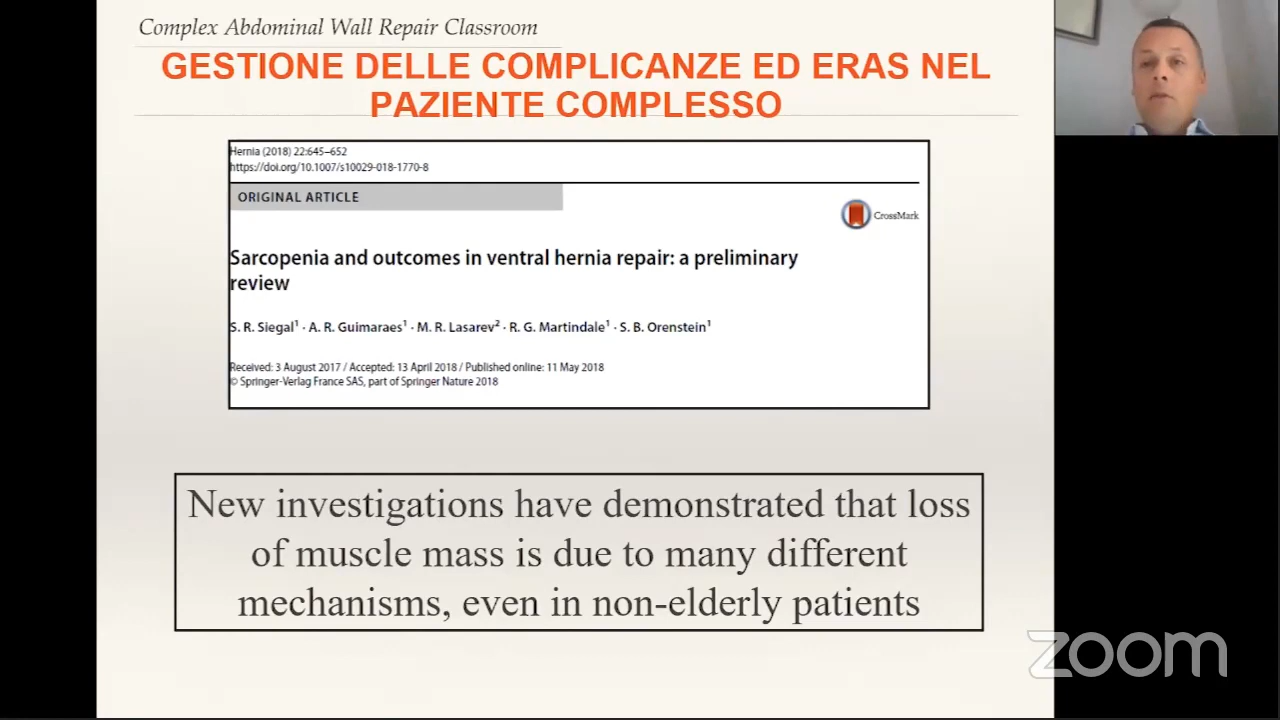 Complex Abdominal Wall Repair Classroom
GESTIONE DELLE COMPLICANZE ED ERAS NEL
PAZIENTE COMPLESSO
Hernia (2018) 22:645–652
https://doi.org/10.1007/s10029-018-1770-8
ORIGINAL ARTICLE
CrossMark
Sarcopenia and outcomes in ventral hernia repair: a preliminary
review
S. R. Siegal¹ · A. R. Guimaraes¹ · M. R. Lasarev² · R. G. Martindale¹ · S. B. Orenstein¹
Received: 3 August 2017 / Accepted: 13 April 2018 / Published online: 11 May 2018
© Springer-Verlag France SAS, part of Springer Nature 2018
New investigations have demonstrated that loss
of muscle mass is due to many different
mechanisms, even in non-elderly patients
zoom